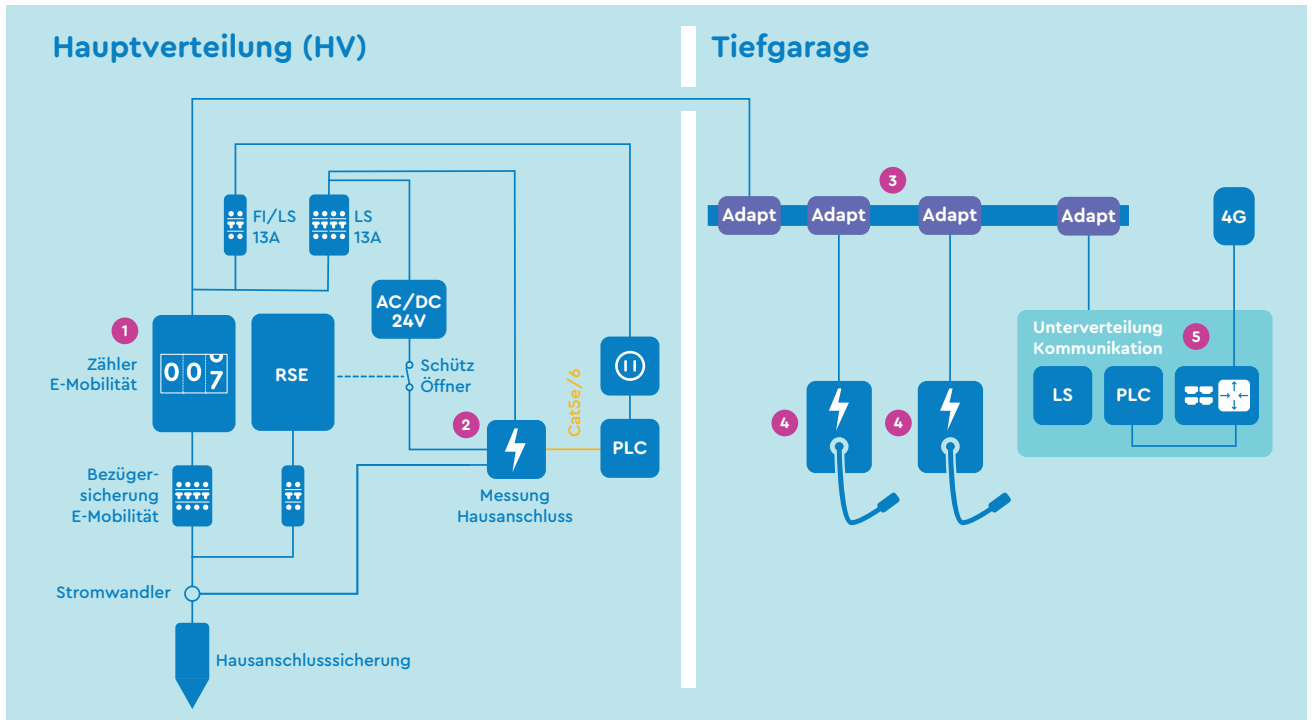 Hauptverteilung (HV)
Tiefgarage
FI/LS
13A
LS
13A
AC/DC
24V
1
Zähler
E-Mobilität
007
RSE
Schütz
Öffner
Cat5e/6
2
PLC
Bezüger-
sicherung
E-Mobilität
Messung
Hausanschluss
Stromwandler
Hausanschlusssicherung
3
Adapt
Adapt
Adapt
Adapt
4G
Unterverteilung
Kommunikation
5
LS
PLC
4
4